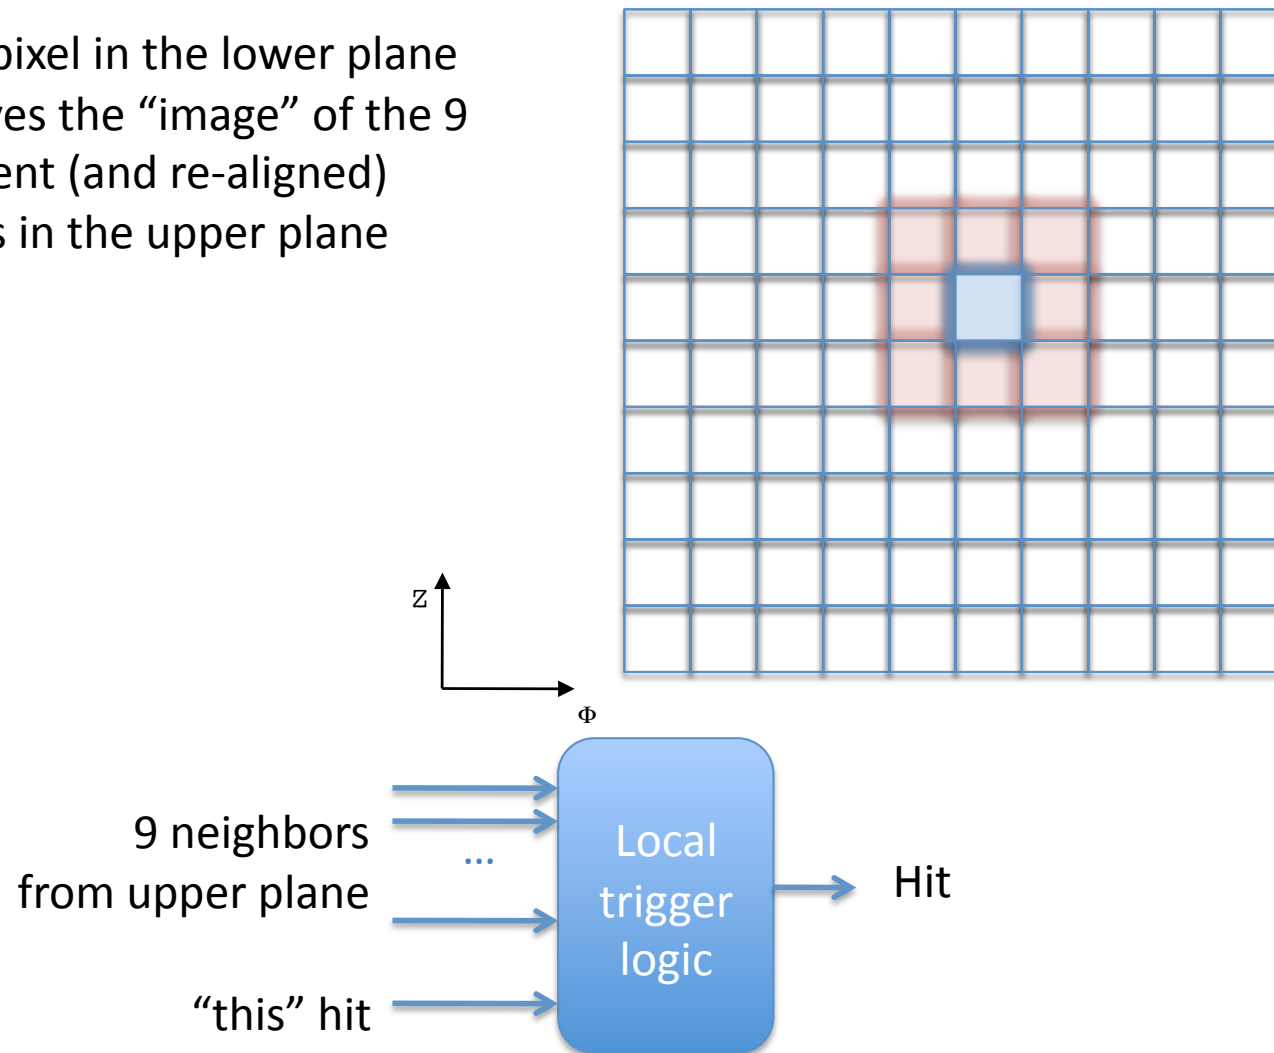 pixel in the lower plane
ves the “image” of the 9
ent (and re-aligned)
s in the upper plane
Z
Φ
9 neighbors
from upper plane
...
“this” hit
Local
trigger
logic
Hit